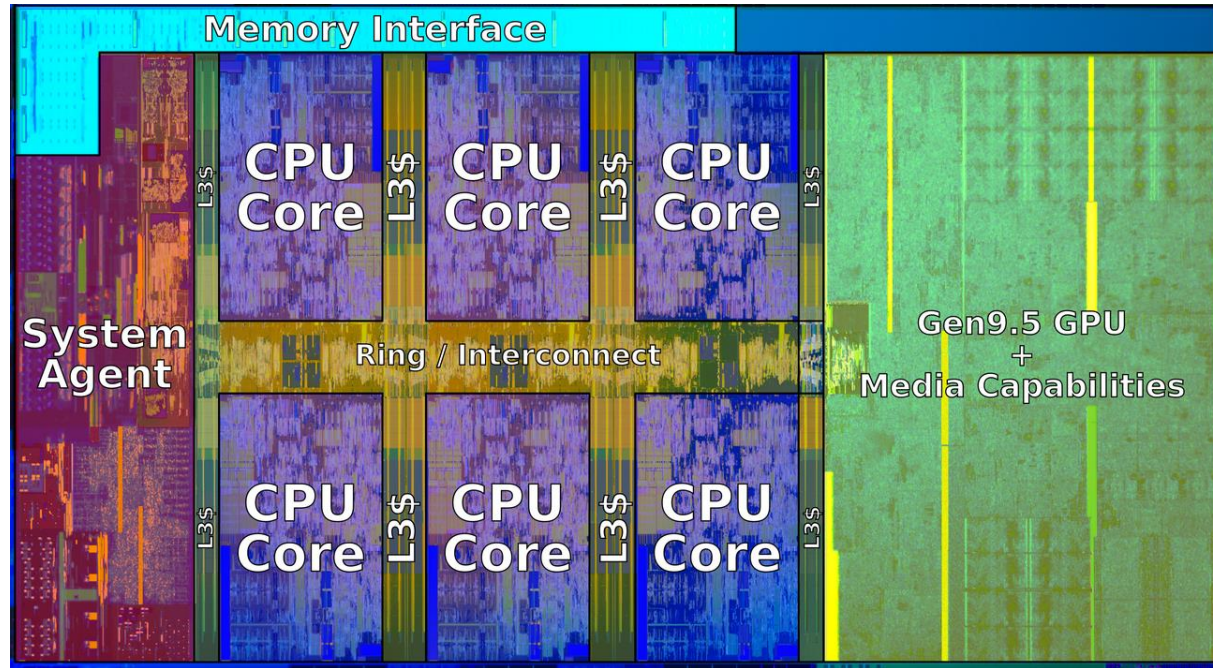 Memory Interface
L3$
CPU
Core
L3$
CPU
Core
L3$
CPU
Core
L3$
System
Agent
Ring / Interconnect
Gen9.5 GPU
+
Media Capabilities
L3$
CPU
Core
L3$
CPU
Core
L3$
CPU
Core
L3$